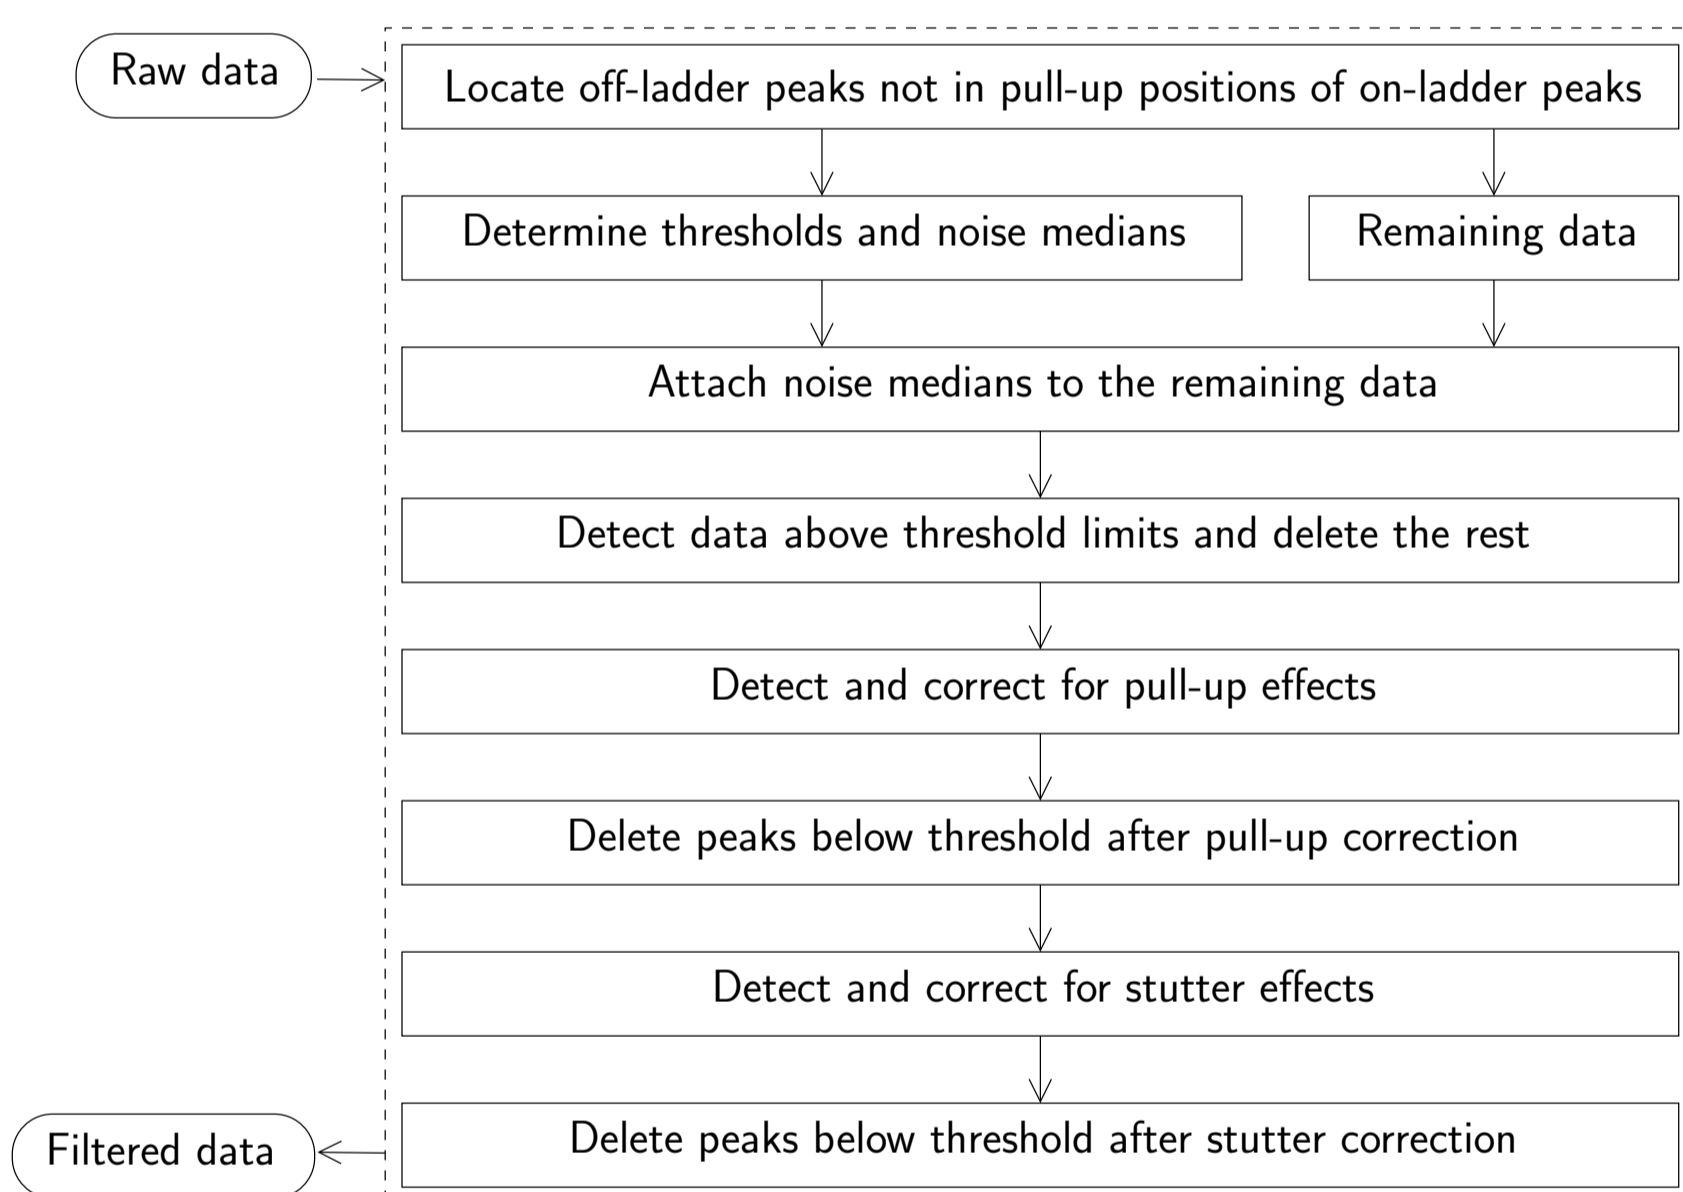 Raw data
Locate off-ladder peaks not in pull-up positions of on-ladder peaks
Determine thresholds and noise medians
Remaining data
Attach noise medians to the remaining data
Detect data above threshold limits and delete the rest
Detect and correct for pull-up effects
Delete peaks below threshold after pull-up correction
Detect and correct for stutter effects
Delete peaks below threshold after stutter correction
Filtered data